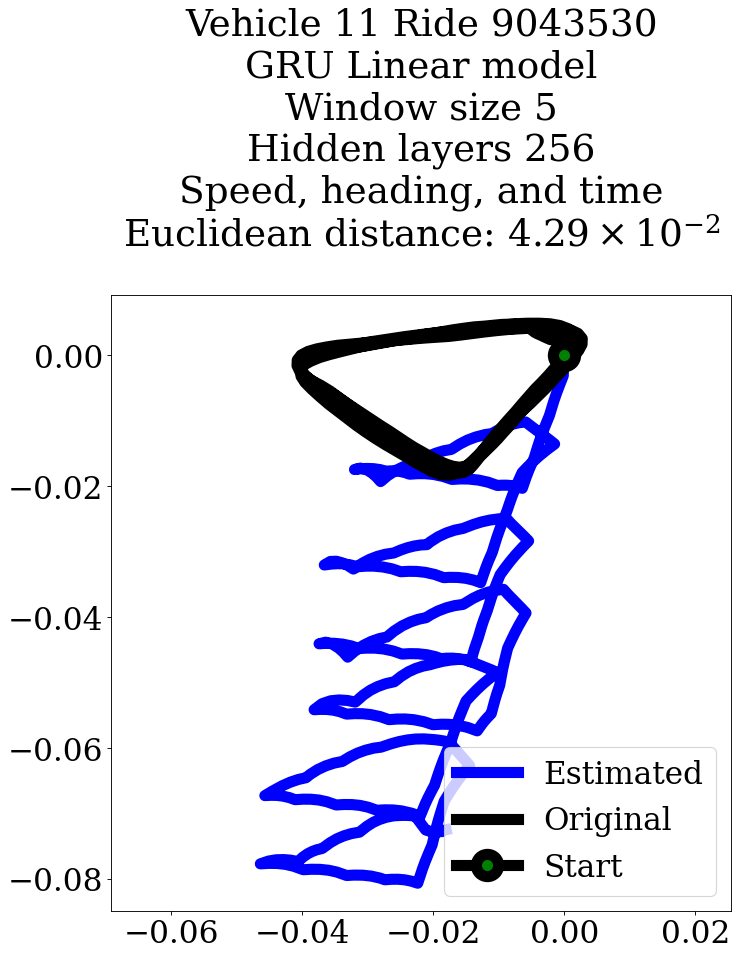 Vehicle 11 Ride 9043530
GRU Linear model
Window size 5
Hidden layers 256
Speed, heading, and time
Euclidean distance: 4.29 × 10⁻²
0.00
−0.02
−0.04
−0.06
−0.08
Estimated
Original
Start
−0.06 −0.04 −0.02 0.00 0.02